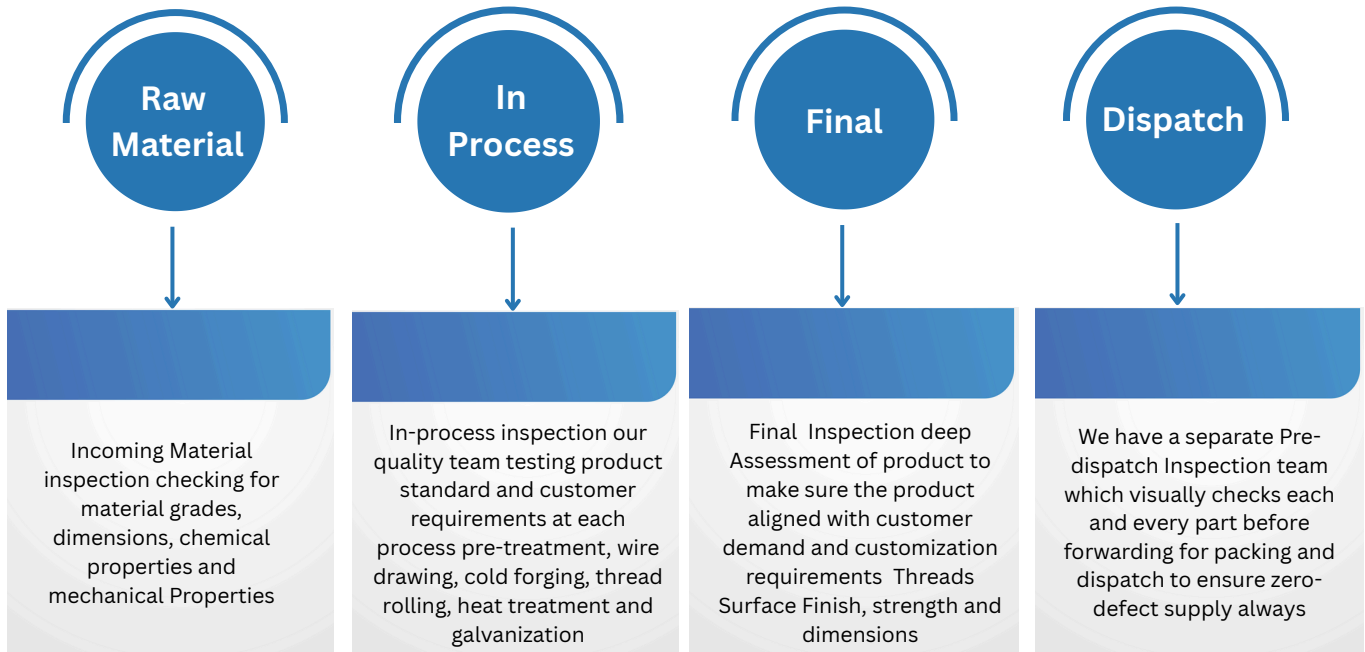 Raw
Material
In
Process
Final
Dispatch
Incoming Material
inspection checking for
material grades,
dimensions, chemical
properties and
mechanical Properties
In-process inspection our
quality team testing product
standard and customer
requirements at each
process pre-treatment, wire
drawing, cold forging, thread
rolling, heat treatment and
galvanization
Final  Inspection deep
Assessment of product to
make sure the product
aligned with customer
demand and customization
requirements  Threads
Surface Finish, strength and
dimensions
We have a separate Pre-
dispatch Inspection team
which visually checks each
and every part before
forwarding for packing and
dispatch to ensure zero-
defect supply always